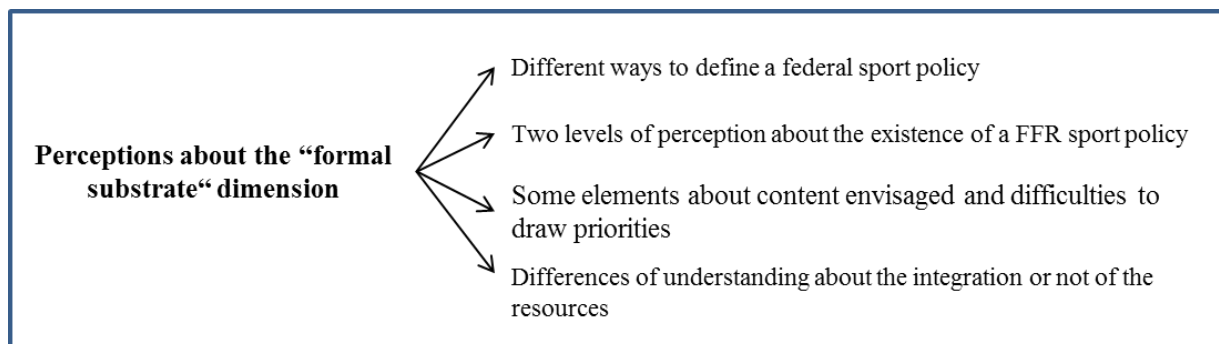 Perceptions about the “formal
substrate“ dimension
Different ways to define a federal sport policy
Two levels of perception about the existence of a FFR sport policy
Some elements about content envisaged and difficulties to
draw priorities
Differences of understanding about the integration or not of the
resources